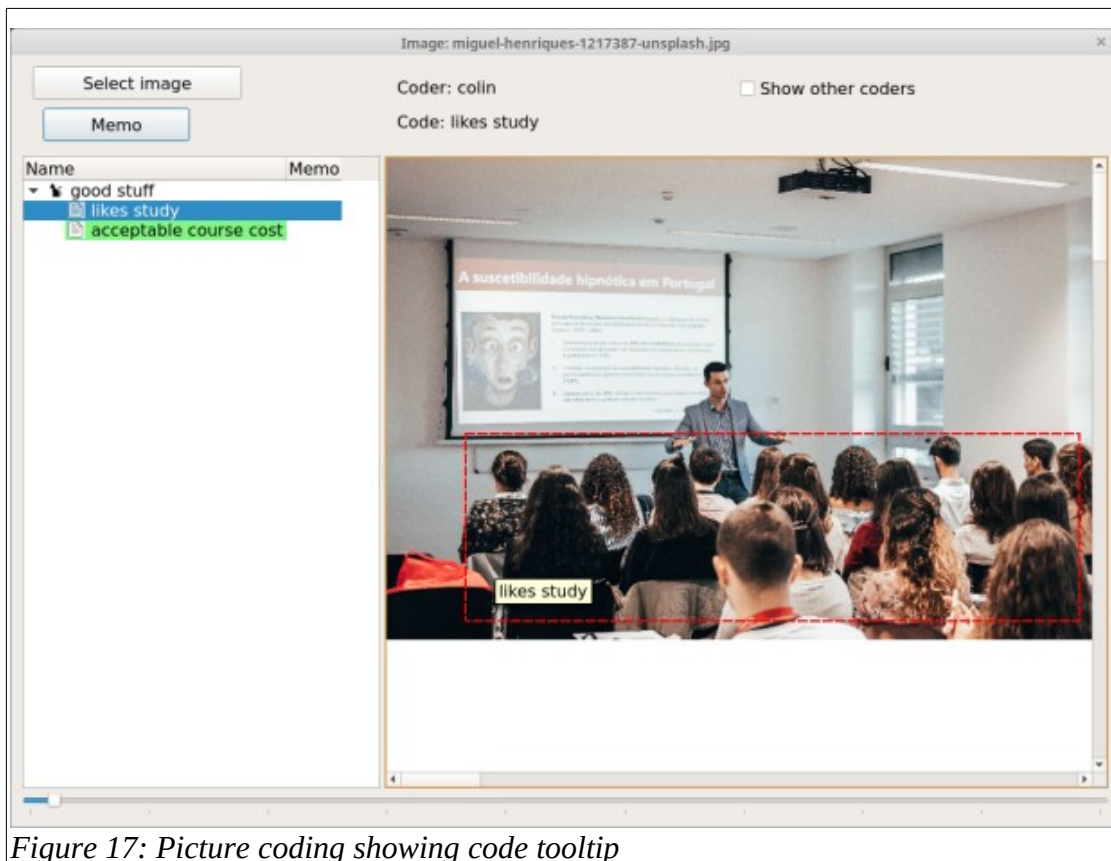 Image: miguel-henriques-1217387-unsplash.jpg
Select image
Coder: colin
Show other coders
Memo
Code: likes study
Name Memo
good stuff
likes study
acceptable course cost
A suscetibilidade hipnótica em Portugal
likes study
Figure 17: Picture coding showing code tooltip